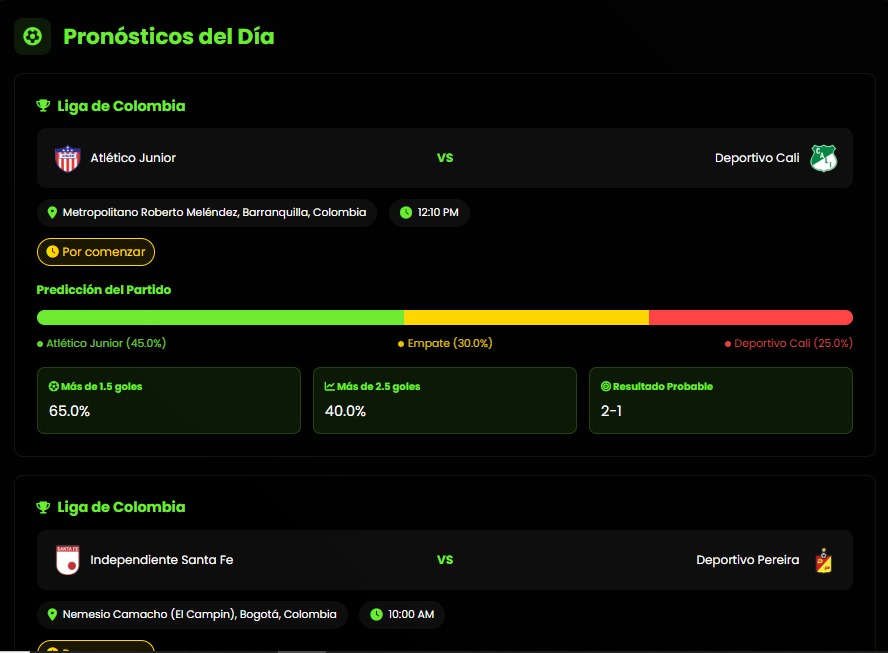 Pronósticos del Día
Liga de Colombia
Atlético Junior VS Deportivo Cali
Metropolitano Roberto Meléndez, Barranquilla, Colombia 12:10 PM
Por comenzar
Predicción del Partido
Atlético Junior (45.0%) Empate (30.0%) Deportivo Cali (25.0%)
Más de 1.5 goles Más de 2.5 goles Resultado Probable
65.0% 40.0% 2-1
Liga de Colombia
SANTA FE
Independiente Santa Fe VS Deportivo Pereira
Nemesio Camacho (El Campin), Bogotá, Colombia 10:00 AM